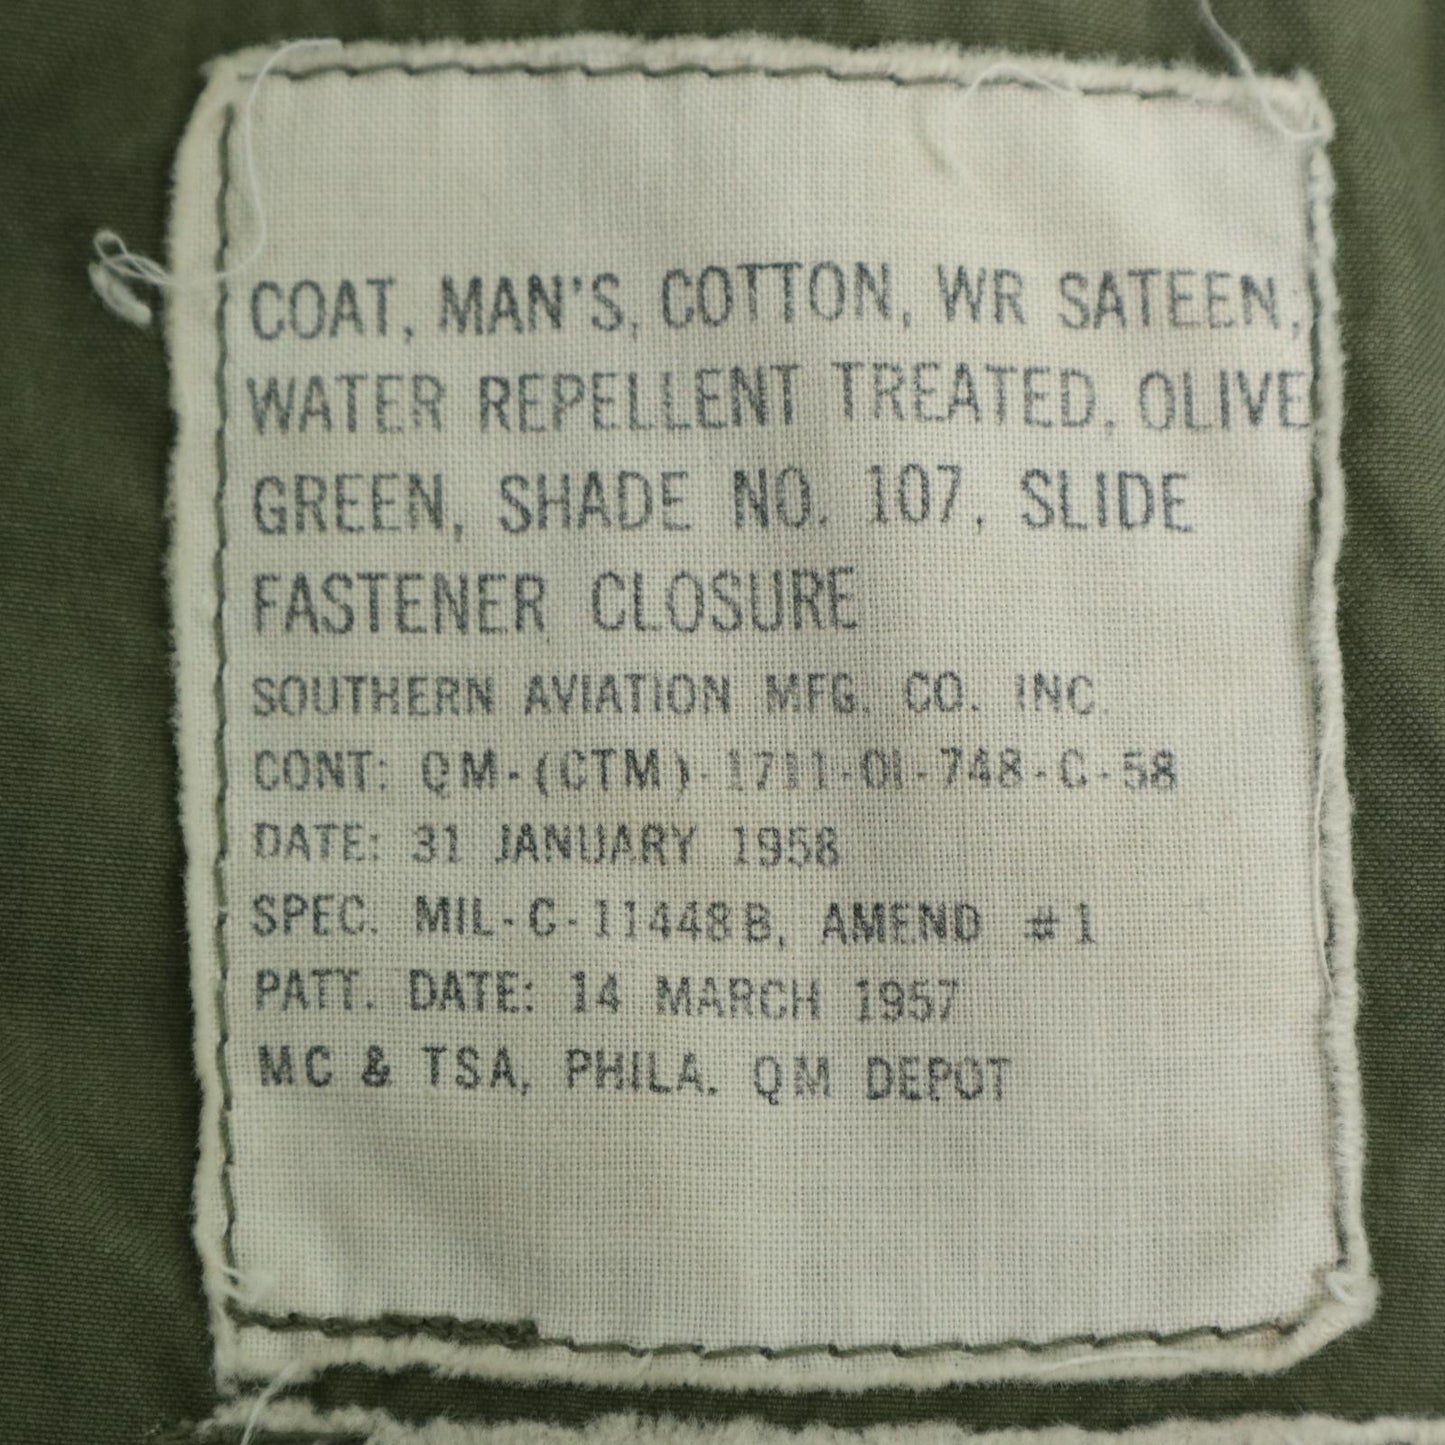 COAT, MAN'S, COTTON, WR SATEEN,
WATER REPELLENT TREATED, OLIVE
GREEN, SHADE NO. 107, SLIDE
FASTENER CLOSURE
SOUTHERN AVIATION MFG. CO. INC.
CONT: QM-(CTM)-1711-OI-748-C-58
DATE: 31 JANUARY 1958
SPEC. MIL-C-11448B, AMEND #1
PATT. DATE: 14 MARCH 1957
MC & TSA, PHILA. QM DEPOT